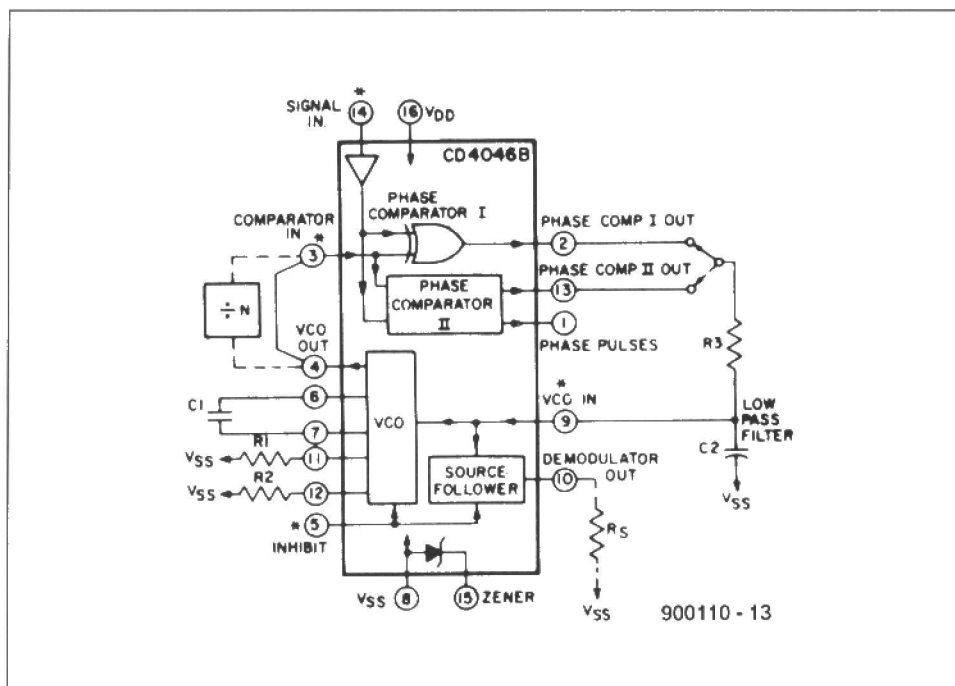 *
SIGNAL
IN.
14
16
VDD
CD4046B
PHASE
COMPARATOR I
COMPARATOR
IN
*
3
PHASE COMP I OUT
2
PHASE COMP II OUT
13
PHASE
COMPARATOR
II
1
PHASE PULSES
÷N
VCO
OUT
4
R3
6
C1
7
VCO
*
VCO IN
9
LOW
PASS
FILTER
C2
VSS
R1
VSS
11
R2
VSS
12
SOURCE
FOLLOWER
DEMODULATOR
OUT
10
RS
VSS
* 5
INHIBIT
VSS 8
15 ZENER
900110 - 13